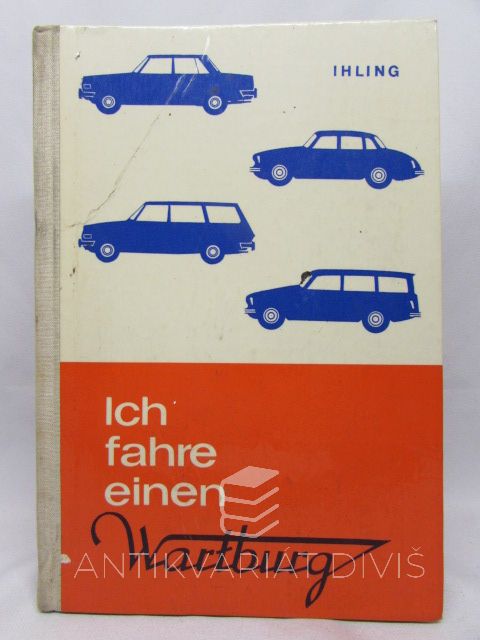 IHLING
Ich
fahre
einen
Wartburg
ANTIKVARIÁT DIVIŠ